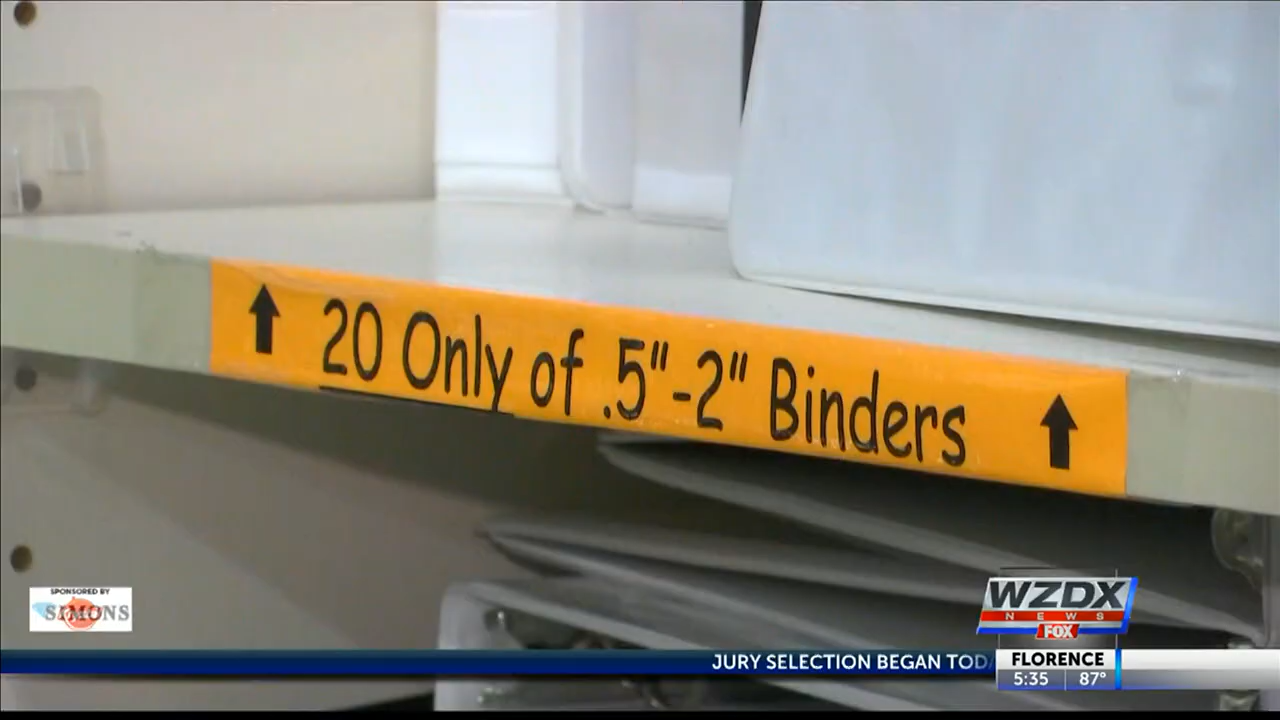 20 Only of .5"-2" Binders
SPONSORED BY
SIMONS
WZDX
NEWS
FOX
JURY SELECTION BEGAN
FLORENCE
5:35 87°